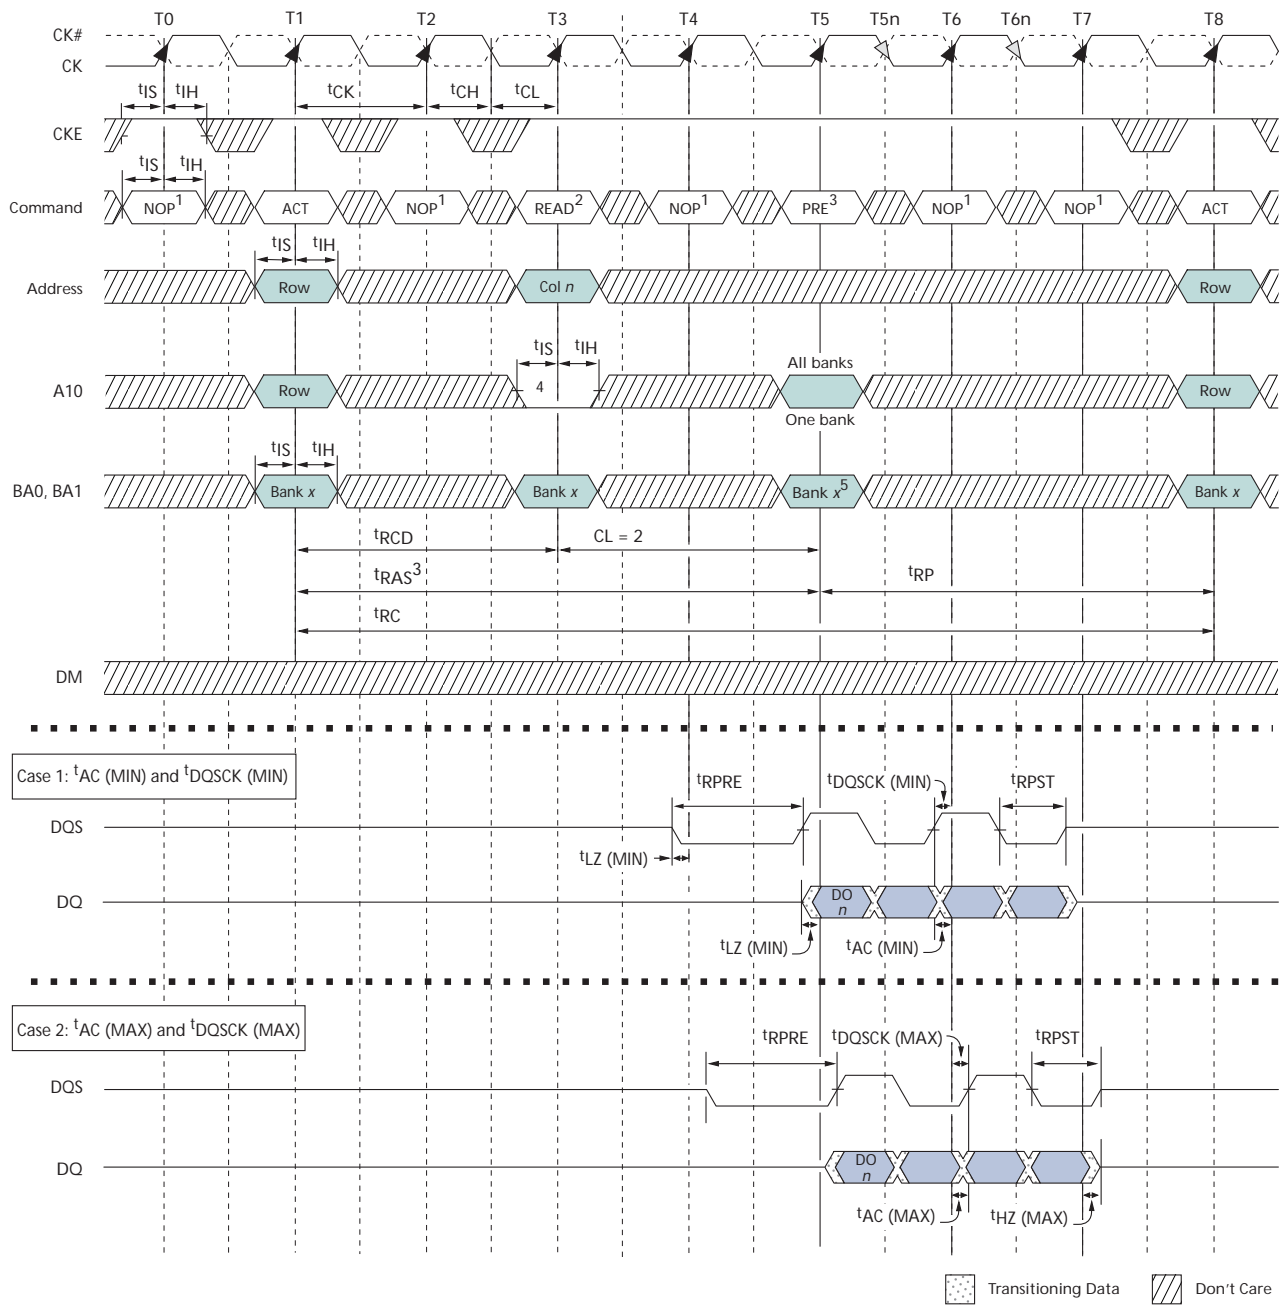 T0 T1 T2 T3 T4 T5 T5n T6 T6n T7 T8
CK#
CK
tIS tIH tCK tCH tCL
CKE
tIS tIH
Command NOP1 ACT NOP1 READ2 NOP1 PRE3 NOP1 NOP1 ACT
tIS tIH
Address Row Col n Row
tIS tIH All banks
A10 Row 4 Row
One bank
tIS tIH
BA0, BA1 Bank x Bank x Bank x5 Bank x
tRCD CL = 2
tRAS3 tRP
tRC
DM
Case 1: tAC (MIN) and tDQSCK (MIN)
tRPRE tDQSCK (MIN) tRPST
DQS
tLZ (MIN)
DQ DO n
tLZ (MIN) tAC (MIN)
Case 2: tAC (MAX) and tDQSCK (MAX)
tRPRE tDQSCK (MAX) tRPST
DQS
DQ DO n
tAC (MAX) tHZ (MAX)
Transitioning Data Don't Care